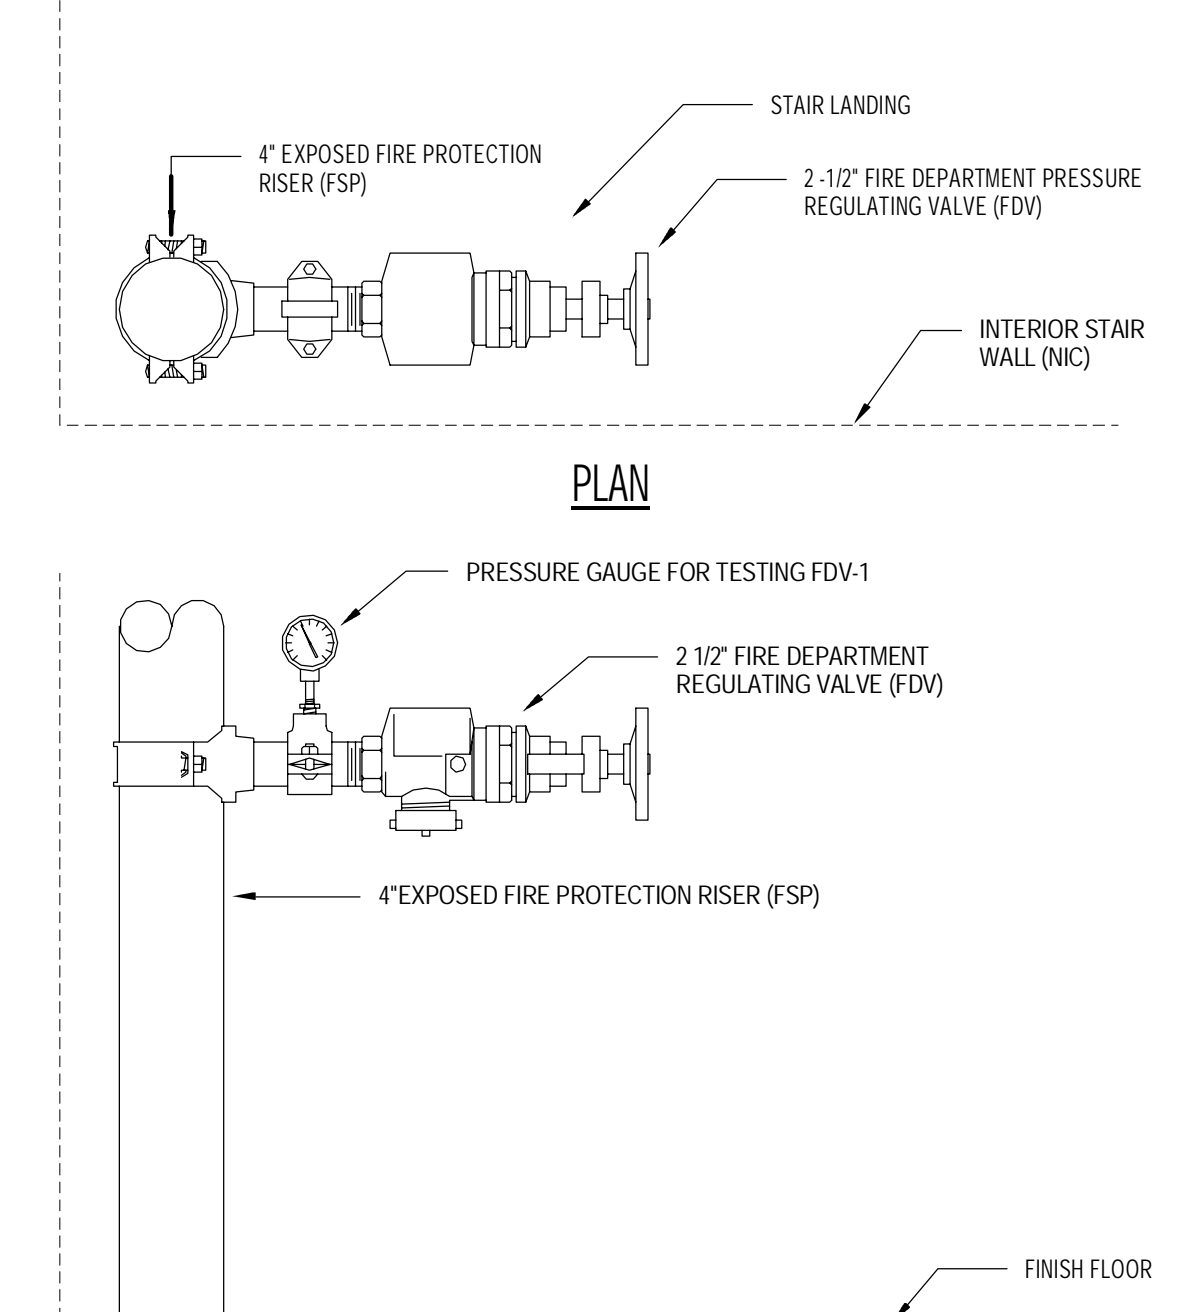 STAIR LANDING
4" EXPOSED FIRE PROTECTION
RISER (FSP)
2 -1/2" FIRE DEPARTMENT PRESSURE
REGULATING VALVE (FDV)
INTERIOR STAIR
WALL (NIC)
PLAN
PRESSURE GAUGE FOR TESTING FDV-1
2 1/2" FIRE DEPARTMENT
REGULATING VALVE (FDV)
4"EXPOSED FIRE PROTECTION RISER (FSP)
FINISH FLOOR